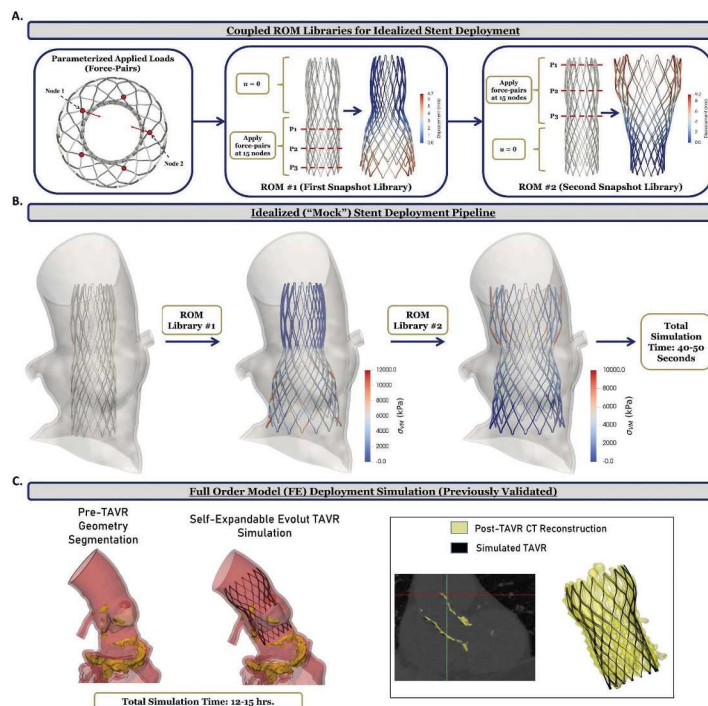 A.
Coupled ROM Libraries for Idealized Stent Deployment
Parameterized Applied Loads
(Force-Pairs)
Node 1
Node 2
u = 0
Apply
force-pairs
at 15 nodes
P1
P2
P3
Displacement (mm)
ROM #1 (First Snapshot Library)
Apply
force-pairs
at 15 nodes
u = 0
P1
P2
P3
Displacement (mm)
ROM #2 (Second Snapshot Library)
B.
Idealized ("Mock") Stent Deployment Pipeline
ROM
Library #1
12000.0
10000
8000
6000
4000
2000
-0.0
σVM (kPa)
ROM
Library #2
12000.0
10000
8000
6000
4000
2000
-0.0
σVM (kPa)
Total
Simulation
Time: 40-50
Seconds
C.
Full Order Model (FE) Deployment Simulation (Previously Validated)
Pre-TAVR
Geometry
Segmentation
Self-Expandable Evolut TAVR
Simulation
Post-TAVR CT Reconstruction
Simulated TAVR
Total Simulation Time: 12-15 hrs.